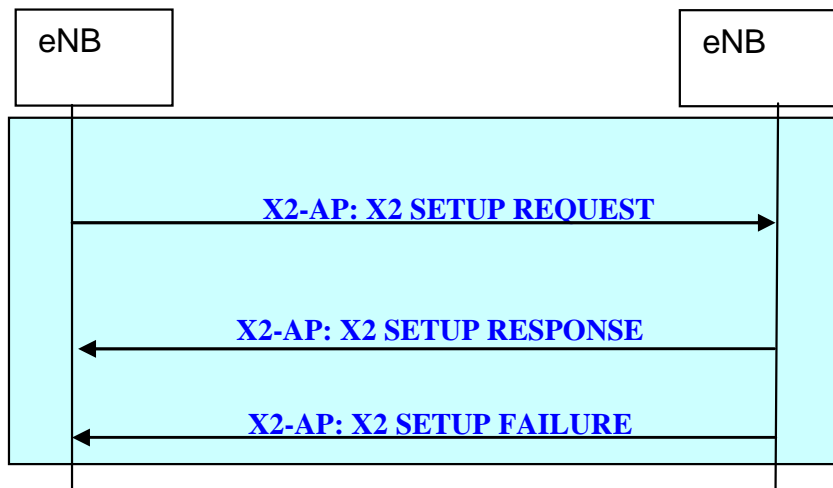 eNB
eNB
X2-AP: X2 SETUP REQUEST
X2-AP: X2 SETUP RESPONSE
X2-AP: X2 SETUP FAILURE